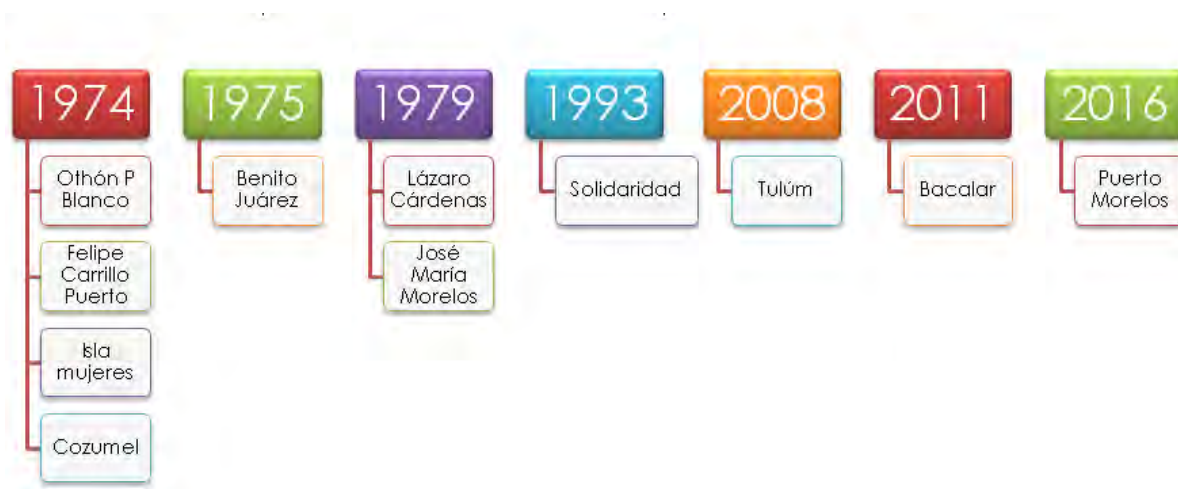 1974
Othón P
Blanco
Felipe
Carrillo
Puerto
Isla
mujeres
Cozumel
1975
Benito
Juárez
1979
Lázaro
Cárdenas
José
María
Morelos
1993
Solidaridad
2008
Tulúm
2011
Bacalar
2016
Puerto
Morelos